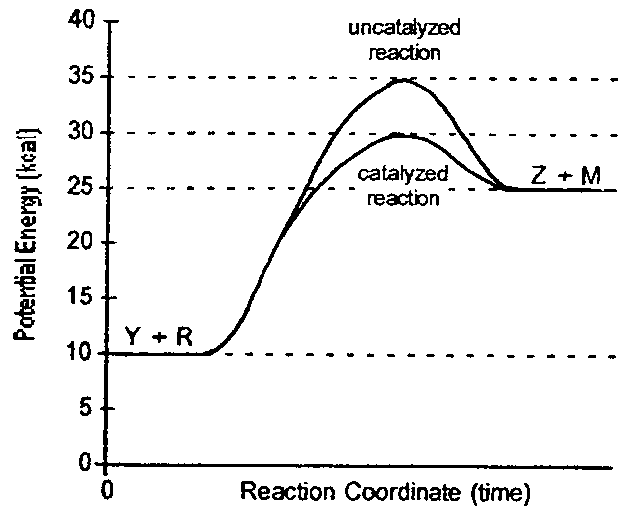 40
uncatalyzed
reaction
35
30
catalyzed
reaction
Z + M
25
20
15
Y + R
10
5
0
0
Reaction Coordinate (time)
Potential Energy (kcal)